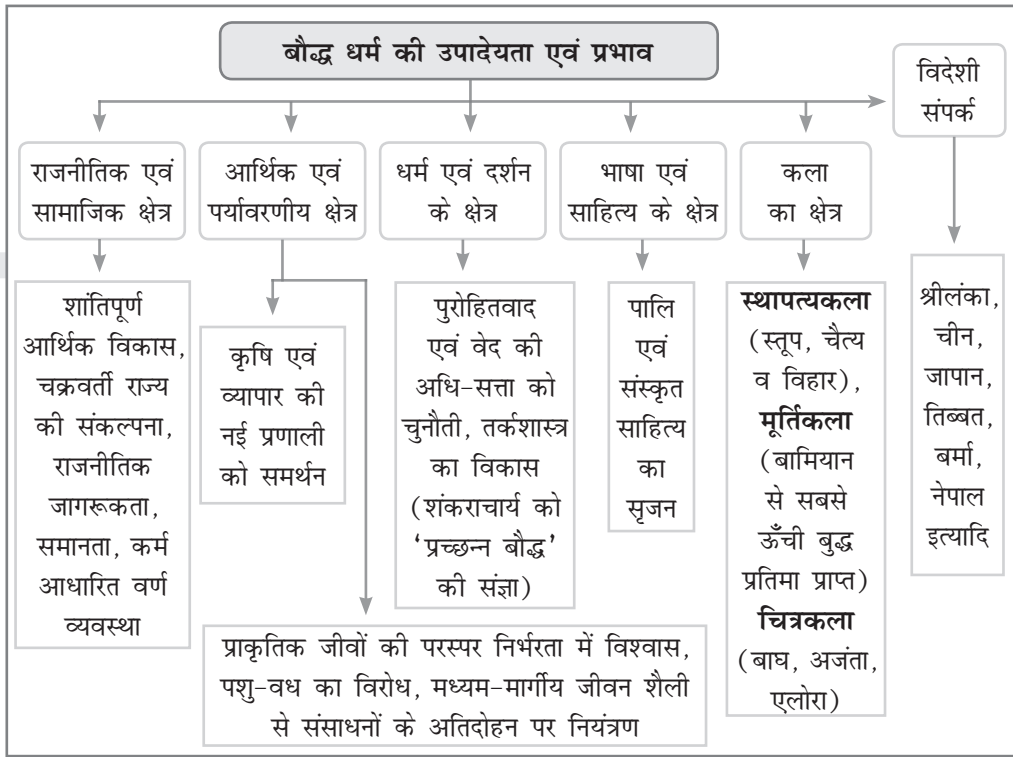 बौद्ध धर्म की उपादेयता एवं प्रभाव
विदेशी
संपर्क
राजनीतिक एवं
सामाजिक क्षेत्र
आर्थिक एवं
पर्यावरणीय क्षेत्र
धर्म एवं दर्शन
के क्षेत्र
भाषा एवं
साहित्य के क्षेत्र
कला
का क्षेत्र
शांतिपूर्ण
आर्थिक विकास,
चक्रवर्ती राज्य
की संकल्पना,
राजनीतिक
जागरूकता,
समानता, कर्म
आधारित वर्ण
व्यवस्था
कृषि एवं
व्यापार की
नई प्रणाली
को समर्थन
प्राकृतिक जीवों की परस्पर निर्भरता में विश्वास,
पशु-वध का विरोध, मध्यम-मार्गीय जीवन शैली
से संसाधनों के अतिदोहन पर नियंत्रण
पुरोहितवाद
एवं वेद की
अधि-सत्ता को
चुनौती, तर्कशास्त्र
का विकास
(शंकराचार्य को
‘प्रच्छन्न बौद्ध’
की संज्ञा)
पालि
एवं
संस्कृत
साहित्य
का
सृजन
स्थापत्यकला
(स्तूप, चैत्य
व विहार),
मूर्तिकला
(बामियान
से सबसे
ऊँची बुद्ध
प्रतिमा प्राप्त)
चित्रकला
(बाघ, अजंता,
एलोरा)
श्रीलंका,
चीन,
जापान,
तिब्बत,
बर्मा,
नेपाल
इत्यादि